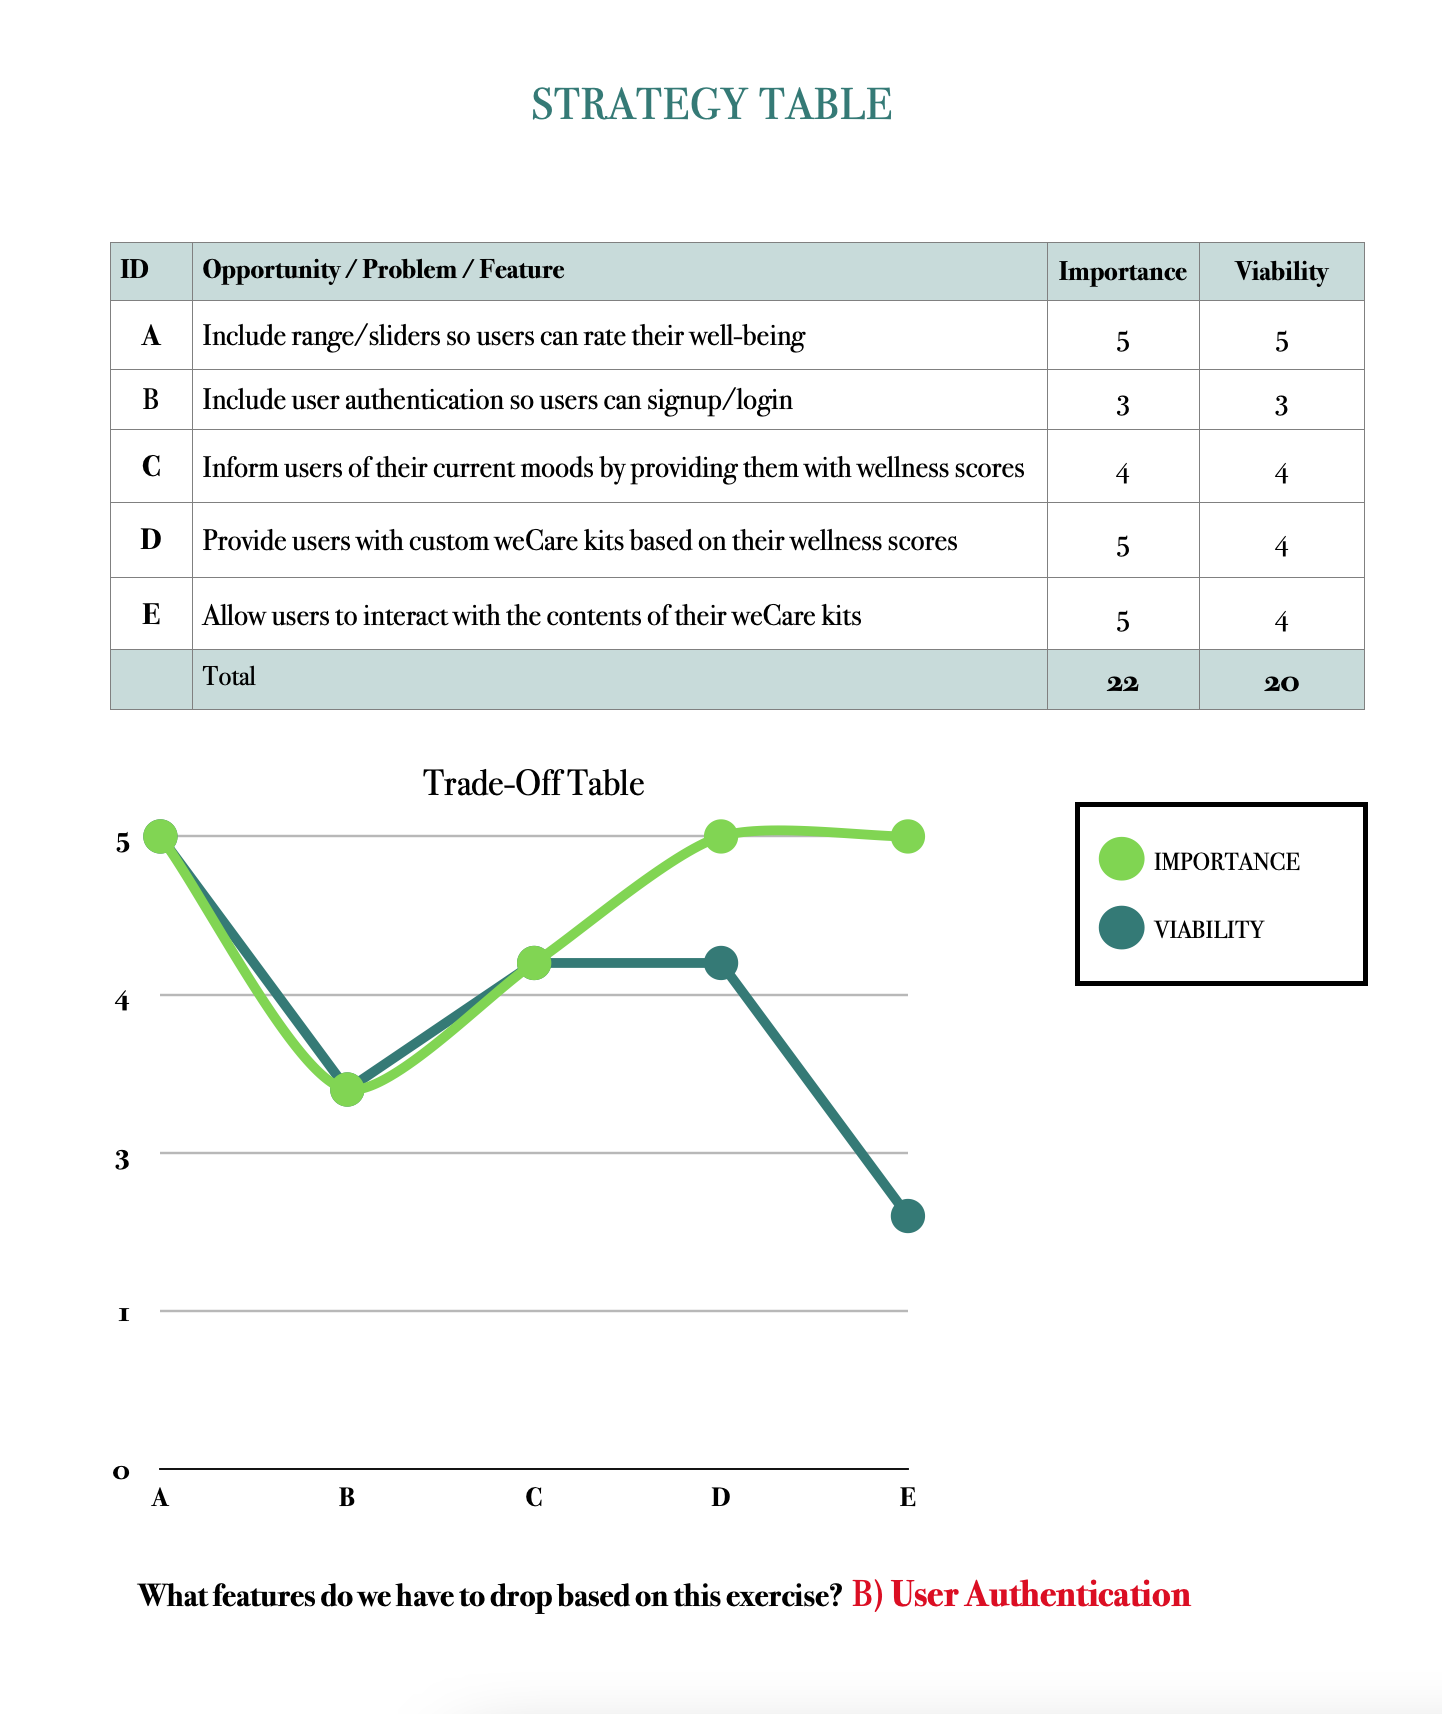 STRATEGY TABLE
ID Opportunity / Problem / Feature Importance Viability
A Include range/sliders so users can rate their well-being 5 5
B Include user authentication so users can signup/login 3 3
C Inform users of their current moods by providing them with wellness scores 4 4
D Provide users with custom weCare kits based on their wellness scores 5 4
E Allow users to interact with the contents of their weCare kits 5 4
Total 22 20
Trade-Off Table
5
4
3
1
0
A B C D E
IMPORTANCE
VIABILITY
What features do we have to drop based on this exercise? B) User Authentication